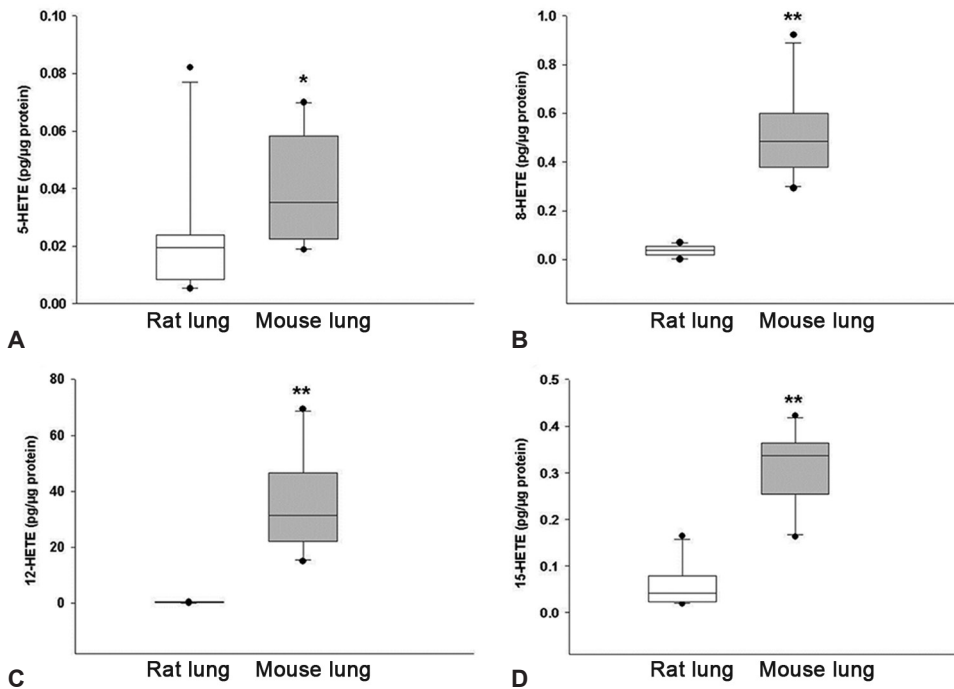 0.10
0.08
0.06
0.04
0.02
0.00
5-HETE (pg/µg protein)
*
Rat lung Mouse lung
A
1.0
0.8
0.6
0.4
0.2
0.0
8-HETE (pg/µg protein)
**
Rat lung Mouse lung
B
80
60
40
20
0
12-HETE (pg/µg protein)
**
Rat lung Mouse lung
C
0.5
0.4
0.3
0.2
0.1
0.0
15-HETE (pg/µg protein)
**
Rat lung Mouse lung
D